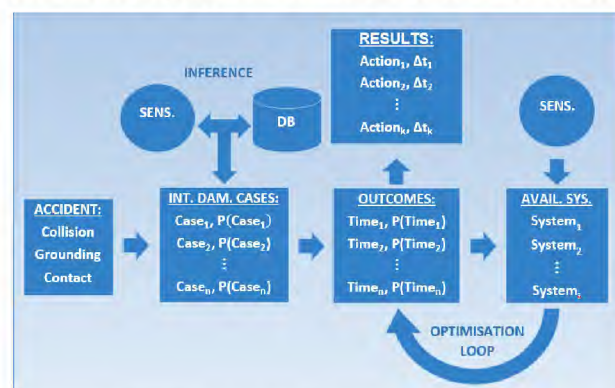 RESULTS:
Action₁, Δt₁
Action₂, Δt₂
⋮
Actionₖ, Δtₖ
INFERENCE
SENS.
DB
SENS.
ACCIDENT:
Collision
Grounding
Contact
INT. DAM. CASES:
Case₁, P(Case₁)
Case₂, P(Case₂)
⋮
Caseₙ, P(Caseₙ)
OUTCOMES:
Time₁, P(Time₁)
Time₂, P(Time₂)
⋮
Timeₙ, P(Timeₙ)
AVAIL. SYS.
System₁
System₂
⋮
System
OPTIMISATION
LOOP